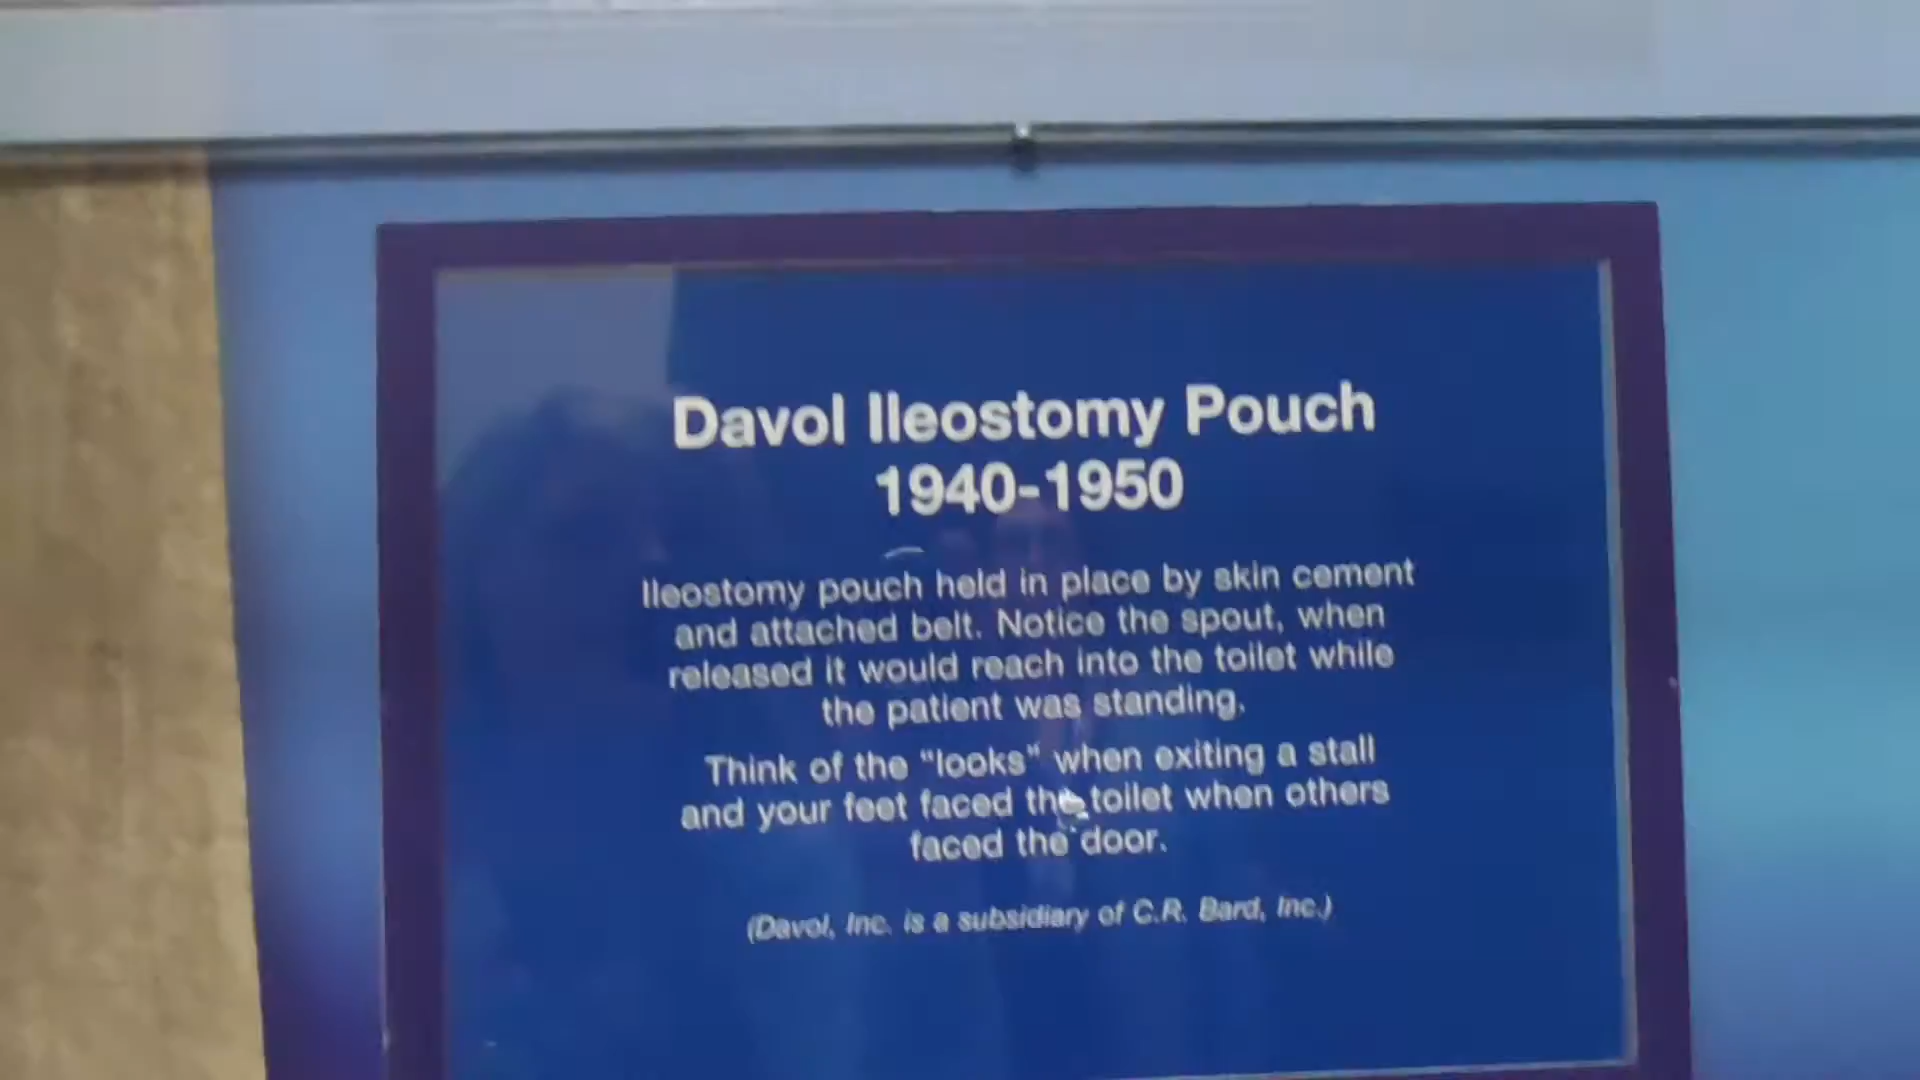 Davol Ileostomy Pouch
1940-1950
Ileostomy pouch held in place by skin cement
and attached belt. Notice the spout, when
released it would reach into the toilet while
the patient was standing.
Think of the "looks" when exiting a stall
and your feet faced the toilet when others
faced the door.
(Davol, Inc. is a subsidiary of C.R. Bard, Inc.)